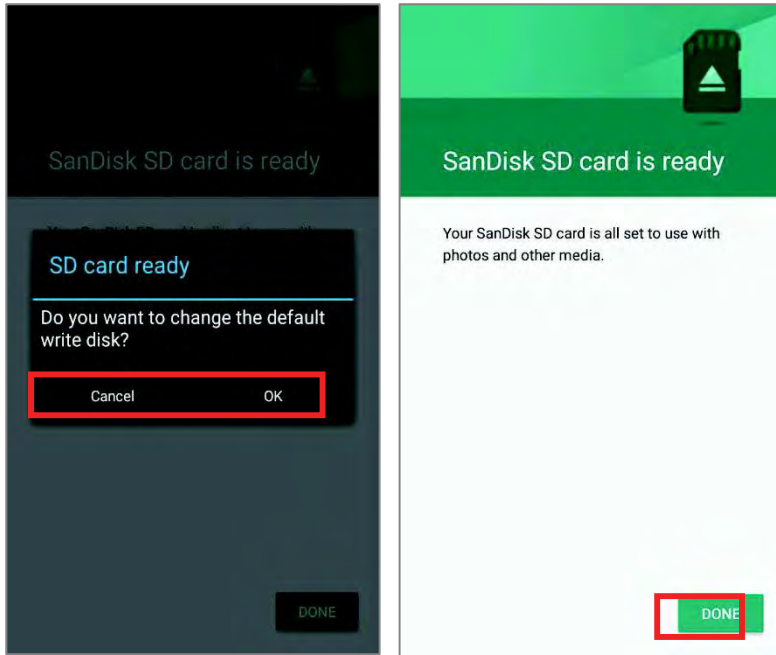 SanDisk SD card is ready
SD card ready
Do you want to change the default
write disk?
Cancel OK
DONE
SanDisk SD card is ready
Your SanDisk SD card is all set to use with
photos and other media.
DONE